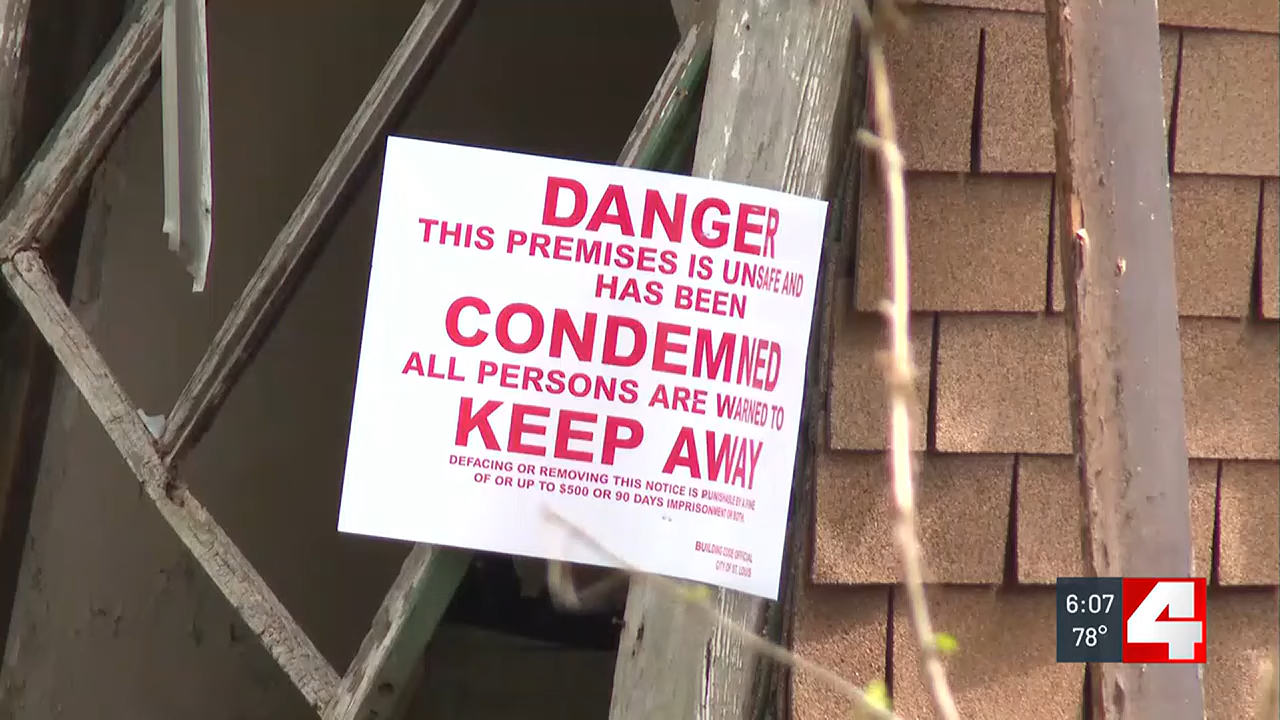 DANGER
THIS PREMISES IS UNSAFE AND
HAS BEEN
CONDEMNED
ALL PERSONS ARE WARNED TO
KEEP AWAY
DEFACING OR REMOVING THIS NOTICE IS PUNISHABLE BY A FINE
OF OR UP TO $500 OR 90 DAYS IMPRISONMENT OR BOTH.
BUILDING CODE OFFICIAL
CITY OF ST. LOUIS
6:07
78°
4